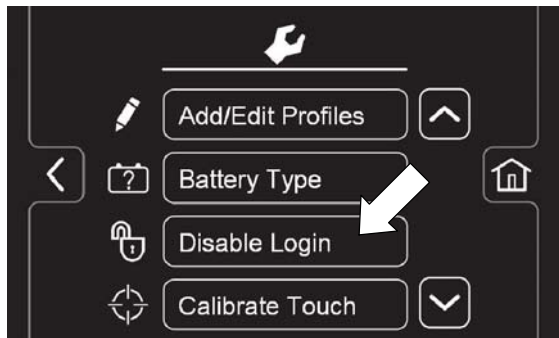 Add/Edit Profiles
Battery Type
Disable Login
Calibrate Touch